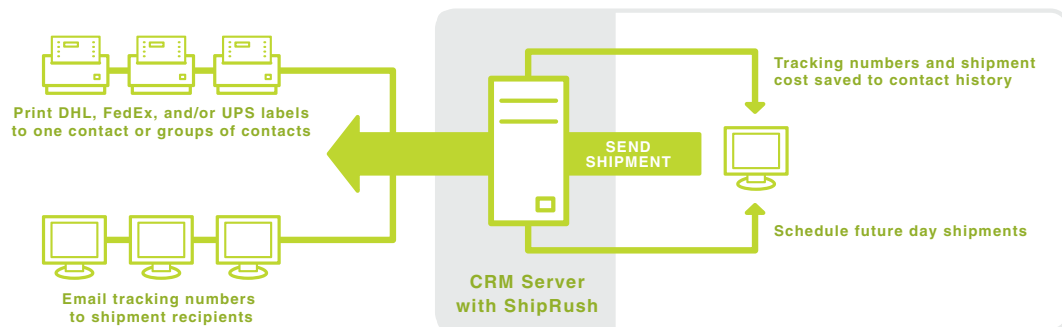 Print DHL, FedEx, and/or UPS labels
to one contact or groups of contacts
Email tracking numbers
to shipment recipients
SEND
SHIPMENT
CRM Server
with ShipRush
Tracking numbers and shipment
cost saved to contact history
Schedule future day shipments